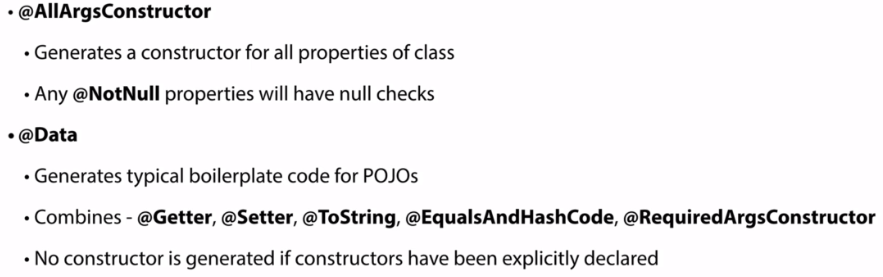 • @AllArgsConstructor
• Generates a constructor for all properties of class
• Any @NotNull properties will have null checks
• @Data
• Generates typical boilerplate code for POJOs
• Combines - @Getter, @Setter, @ToString, @EqualsAndHashCode, @RequiredArgsConstructor
• No constructor is generated if constructors have been explicitly declared